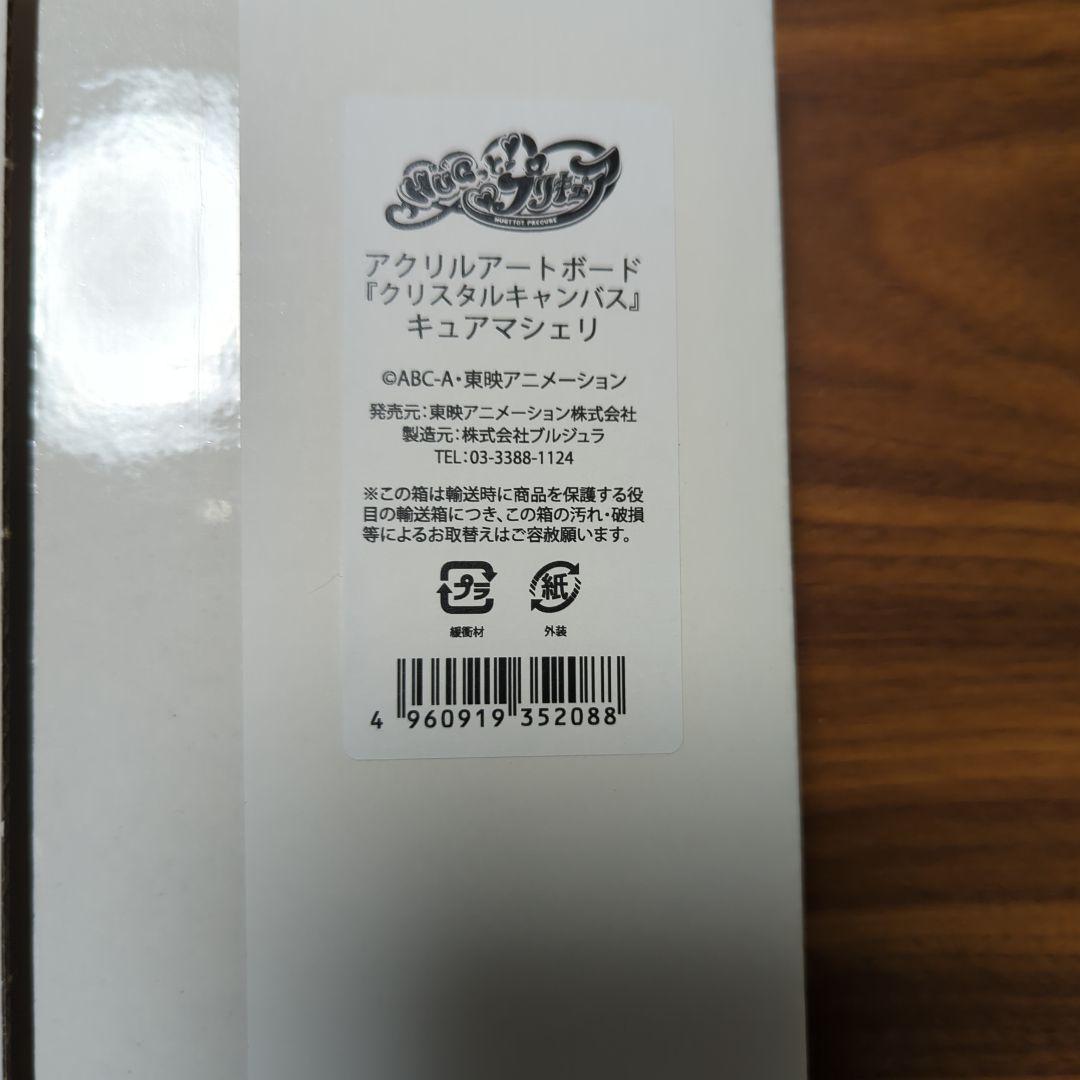 HUGっと!
プリキュア
HUGTTO! PRECURE
アクリルアートボード
『クリスタルキャンバス』
キュアマシェリ
©ABC-A・東映アニメーション
発売元:東映アニメーション株式会社
製造元:株式会社ブルジュラ
TEL:03-3388-1124
※この箱は輸送時に商品を保護する役
目の輸送箱につき、この箱の汚れ・破損
等によるお取替えはご容赦願います。
プラ 紙
緩衝材 外装
4 960919 352088